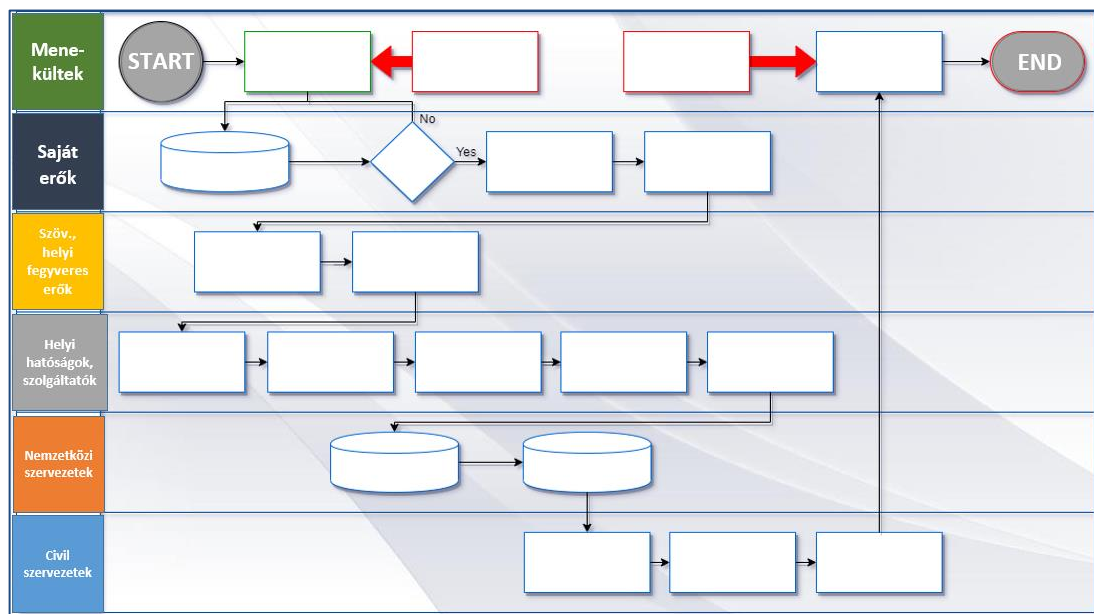 Mene-
kültek
START
END
No
Yes
Saját
erők
Szöv.,
helyi
fegyveres
erők
Helyi
hatóságok,
szolgáltatók
Nemzetközi
szervezetek
Civil
szervezetek